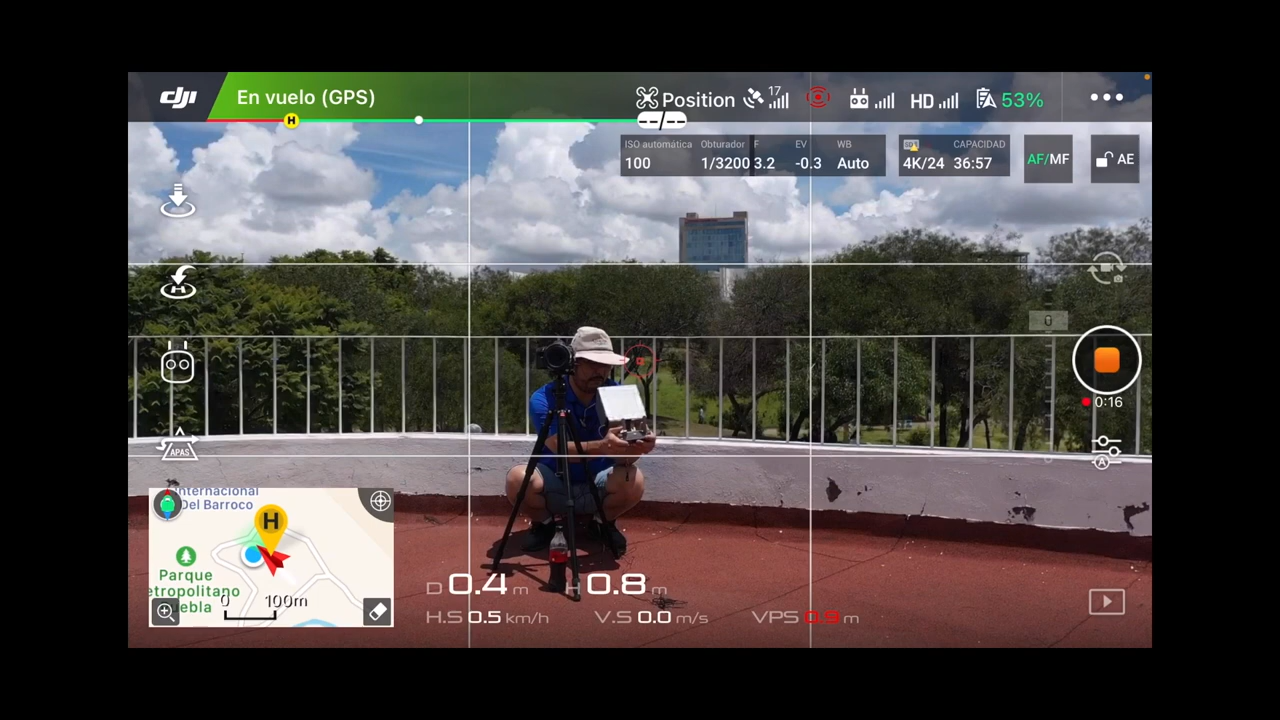 dji En vuelo (GPS) Position 17 HD 53%
H --/--
ISO automática Obturador F EV WB CAPACIDAD
100 1/3200 3.2 -0.3 Auto 4K/24 36:57 AF/MF AE
H
0:16
APAS
A
Internacional
Del Barroco
H
Parque
etropolitano
uebla
0 100m
D 0.4 m H 0.8 m
H.S 0.5 km/h V.S 0.0 m/s VPS 0.9 m